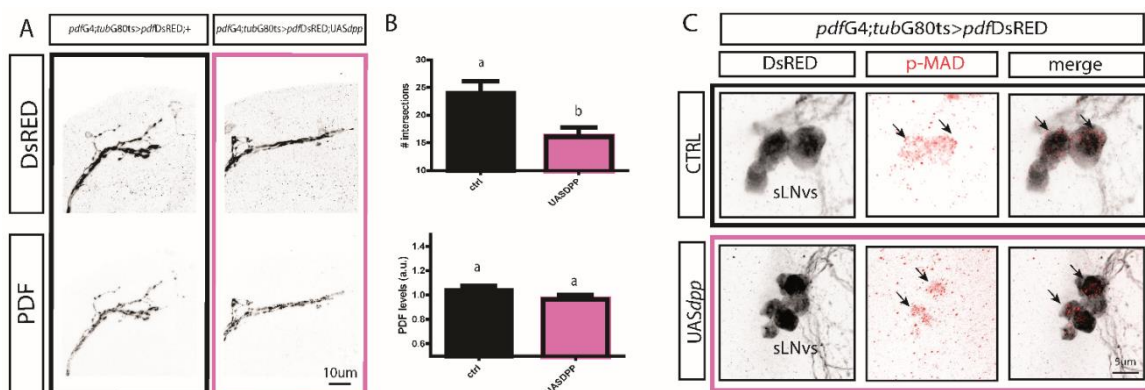 A
pdfG4;tubG80ts>pdfDsRED;+
pdfG4;tubG80ts>pdfDsRED;UASdpp
DsRED
PDF
10um
B
# intersections
30
25
20
15
10
a
b
ctrl
UASDPP
PDF levels (a.u.)
1.4
1.2
1.0
0.8
0.6
a
a
ctrl
UASDPP
C
pdfG4;tubG80ts>pdfDsRED
DsRED
p-MAD
merge
CTRL
sLNvs
UASdpp
sLNvs
5um